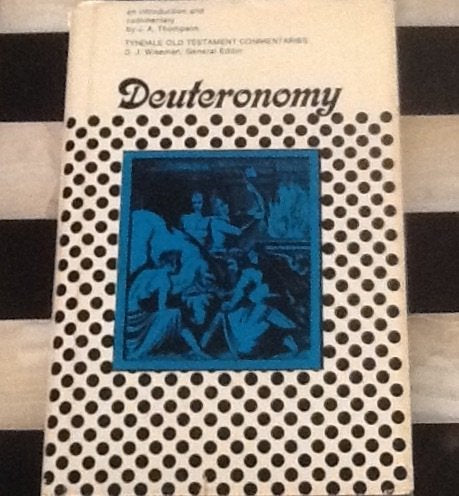 an introduction and
commentary
by J. A. Thompson
TYNDALE OLD TESTAMENT COMMENTARIES
D. J. Wiseman, General Editor
Deuteronomy